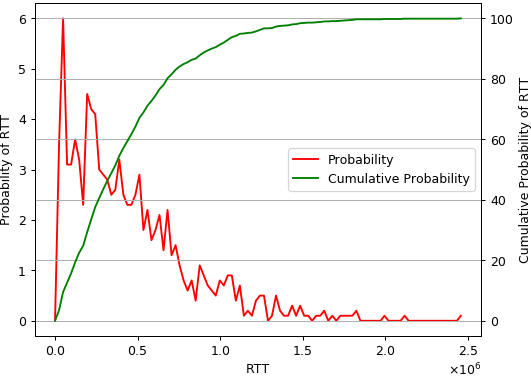 6
5
4
3
2
1
0
Probability of RTT
100
80
60
40
20
0
Cumulative Probability of RTT
Probability
Cumulative Probability
0.0 0.5 1.0 1.5 2.0 2.5
×10⁶
RTT